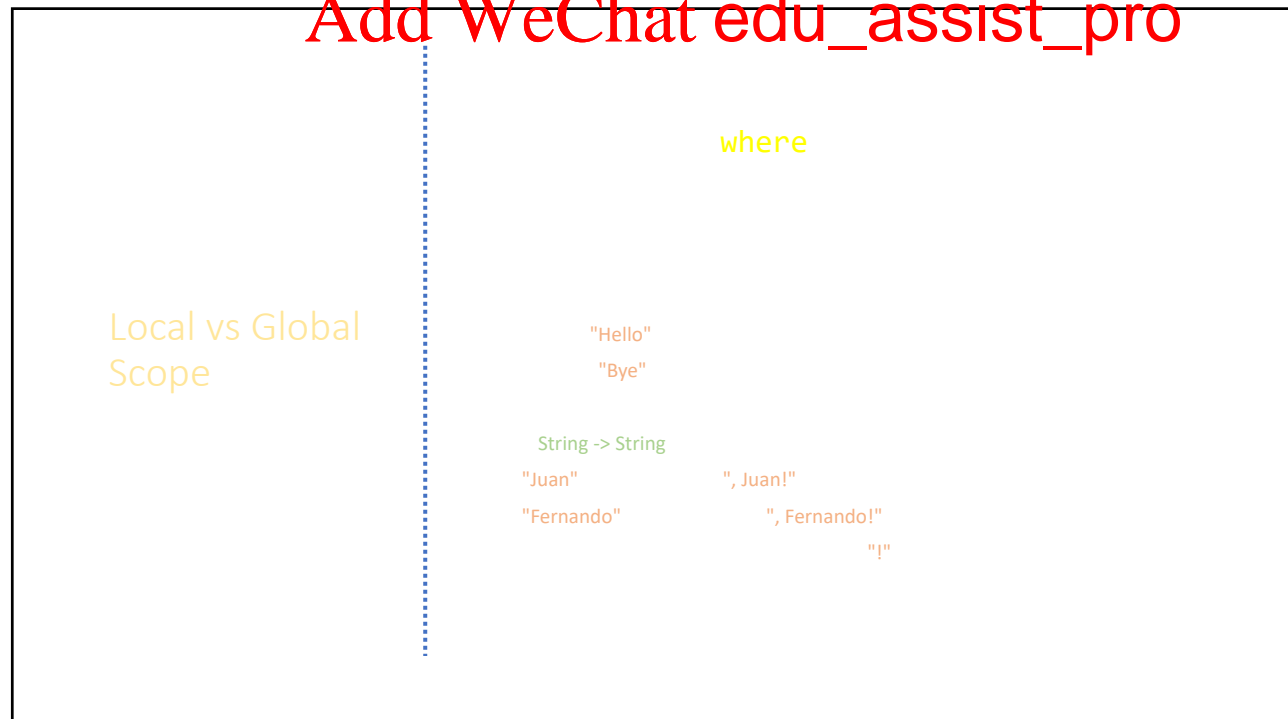 Add WeChat edu_assist_pro
where
Local vs Global
Scope
"Hello"
"Bye"
String -> String
"Juan" ", Juan!"
"Fernando" ", Fernando!"
"!"